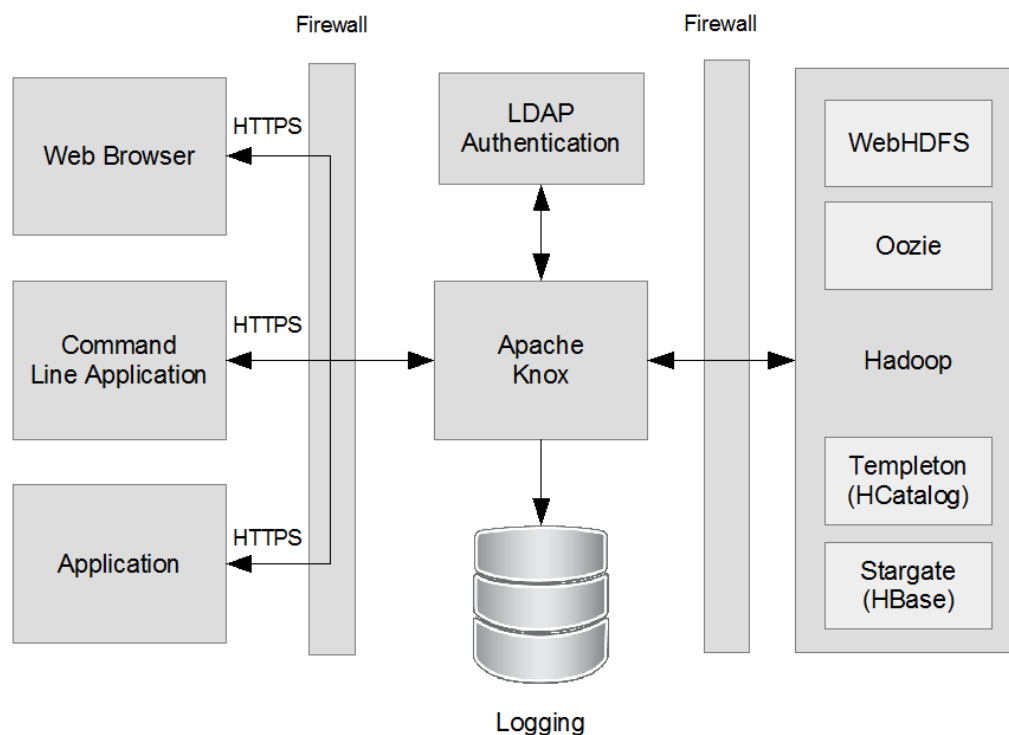 Firewall
Firewall
HTTPS
Web Browser
LDAP
Authentication
WebHDFS
Oozie
HTTPS
Command
Line Application
Apache
Knox
Hadoop
HTTPS
Application
Templeton
(HCatalog)
Stargate
(HBase)
Logging